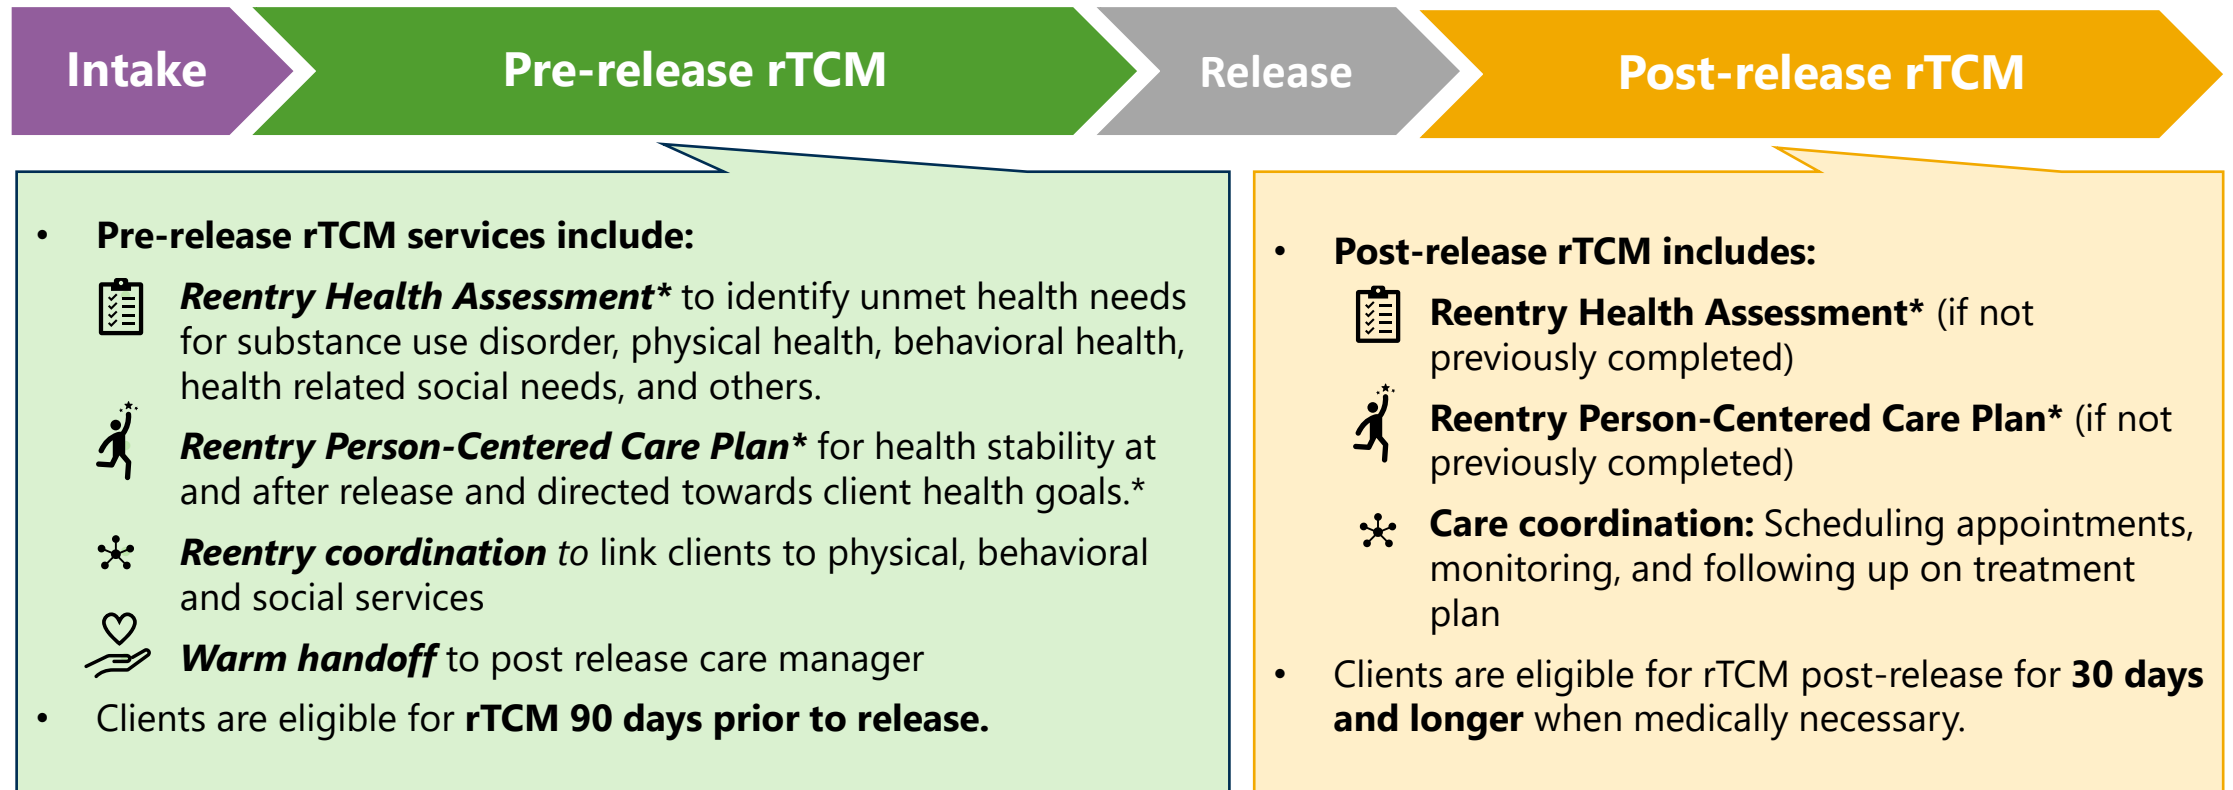 Intake
Pre-release rTCM
Release
Post-release rTCM
• Pre-release rTCM services include:
Reentry Health Assessment* to identify unmet health needs
for substance use disorder, physical health, behavioral health,
health related social needs, and others.
Reentry Person-Centered Care Plan* for health stability at
and after release and directed towards client health goals.*
Reentry coordination to link clients to physical, behavioral
and social services
Warm handoff to post release care manager
• Clients are eligible for rTCM 90 days prior to release.
• Post-release rTCM includes:
Reentry Health Assessment* (if not
previously completed)
Reentry Person-Centered Care Plan* (if not
previously completed)
Care coordination: Scheduling appointments,
monitoring, and following up on treatment
plan
• Clients are eligible for rTCM post-release for 30 days
and longer when medically necessary.